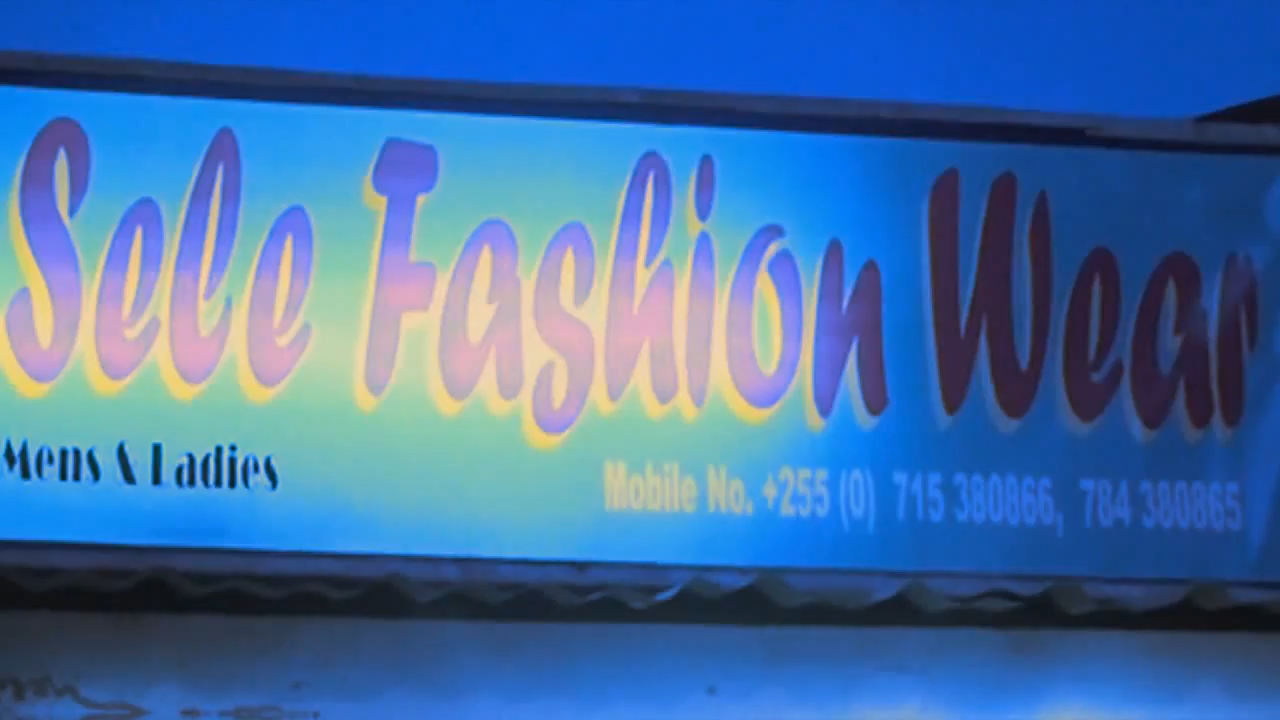 Sele Fashion Wear
Mens & Ladies
Mobile No. +255 (0) 715 380866, 784 380865